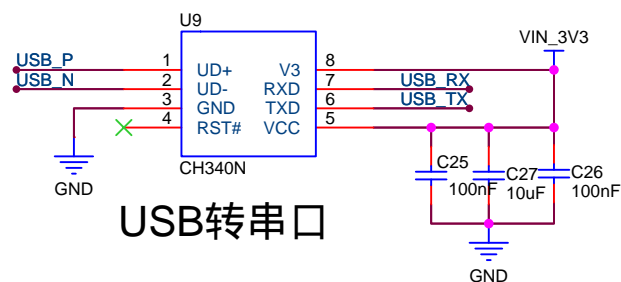 U9
VIN_3V3
USB_P 1 UD+ V3 8
USB_N 2 UD- RXD 7 USB_RX
3 GND TXD 6 USB_TX
4 RST# VCC 5
CH340N
GND
C25
100nF
C27
10uF
C26
100nF
USB转串口
GND